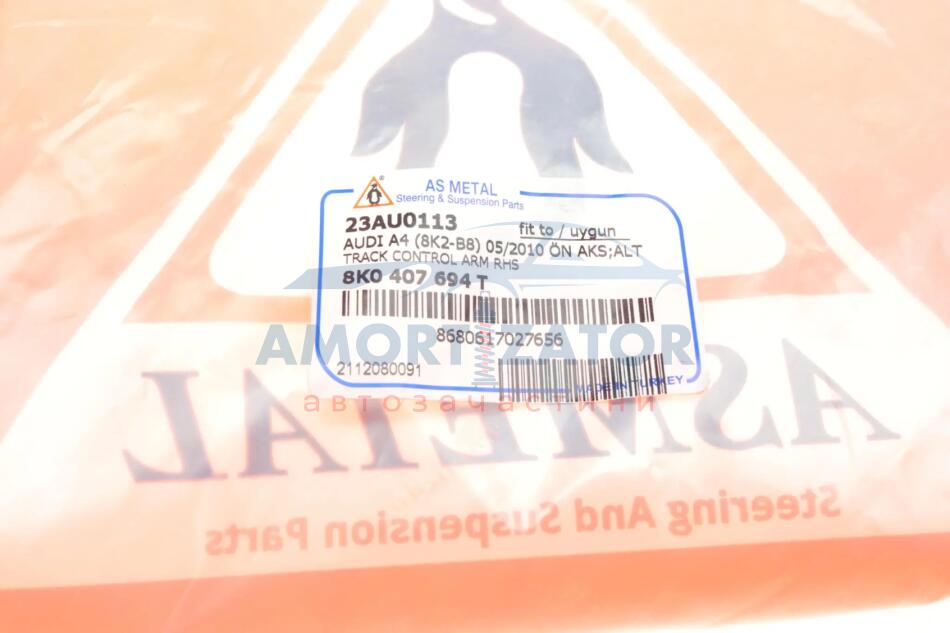 AS METAL
Steering & Suspension Parts
23AU0113 fit to / uygun
AUDI A4 (8K2-B8) 05/2010 ÖN AKS;ALT
TRACK CONTROL ARM RHS
8K0 407 694 T
8680617027656
AMORTIZATOR
2112080091
MADE IN TURKEY
автозапчастини
ASMETAL
Steering And Suspension Parts